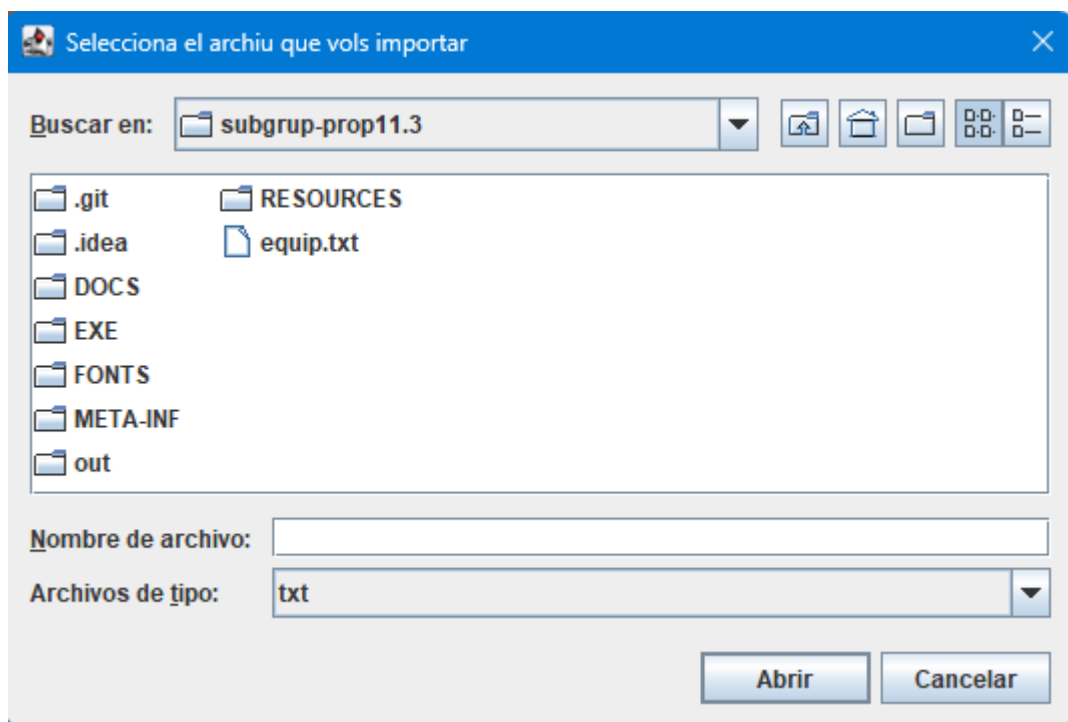 Selecciona el archiu que vols importar
Buscar en: subgrup-prop11.3
.git RESOURCES
.idea equip.txt
DOCS
EXE
FONTS
META-INF
out
Nombre de archivo:
Archivos de tipo: txt
Abrir Cancelar